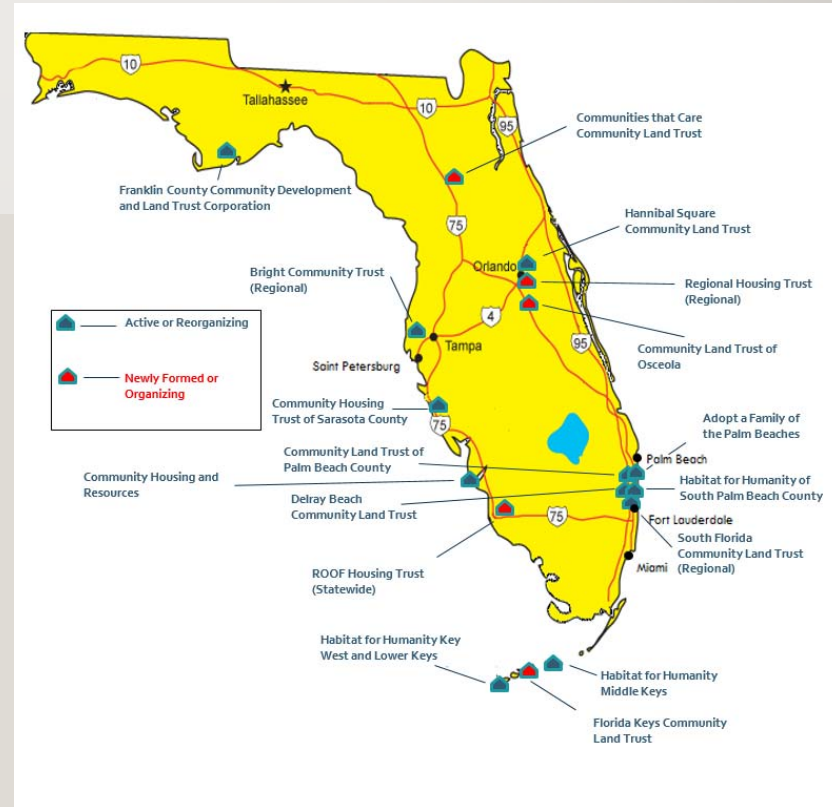 10
Tallahassee
10
95
Communities that Care
Community Land Trust
Franklin County Community Development
and Land Trust Corporation
75
Hannibal Square
Community Land Trust
Orlando
Bright Community Trust
(Regional)
Regional Housing Trust
(Regional)
4
Active or Reorganizing
Tampa
95
Community Land Trust of
Osceola
Saint Petersburg
Newly Formed or
Organizing
Community Housing
Trust of Sarasota County
75
Adopt a Family of
the Palm Beaches
Community Land Trust of
Palm Beach County
Palm Beach
Community Housing and
Resources
Habitat for Humanity of
South Palm Beach County
Delray Beach
Community Land Trust
75
Fort Lauderdale
South Florida
Community Land Trust
(Regional)
Miami
ROOF Housing Trust
(Statewide)
Habitat for Humanity Key
West and Lower Keys
Habitat for Humanity
Middle Keys
Florida Keys Community
Land Trust